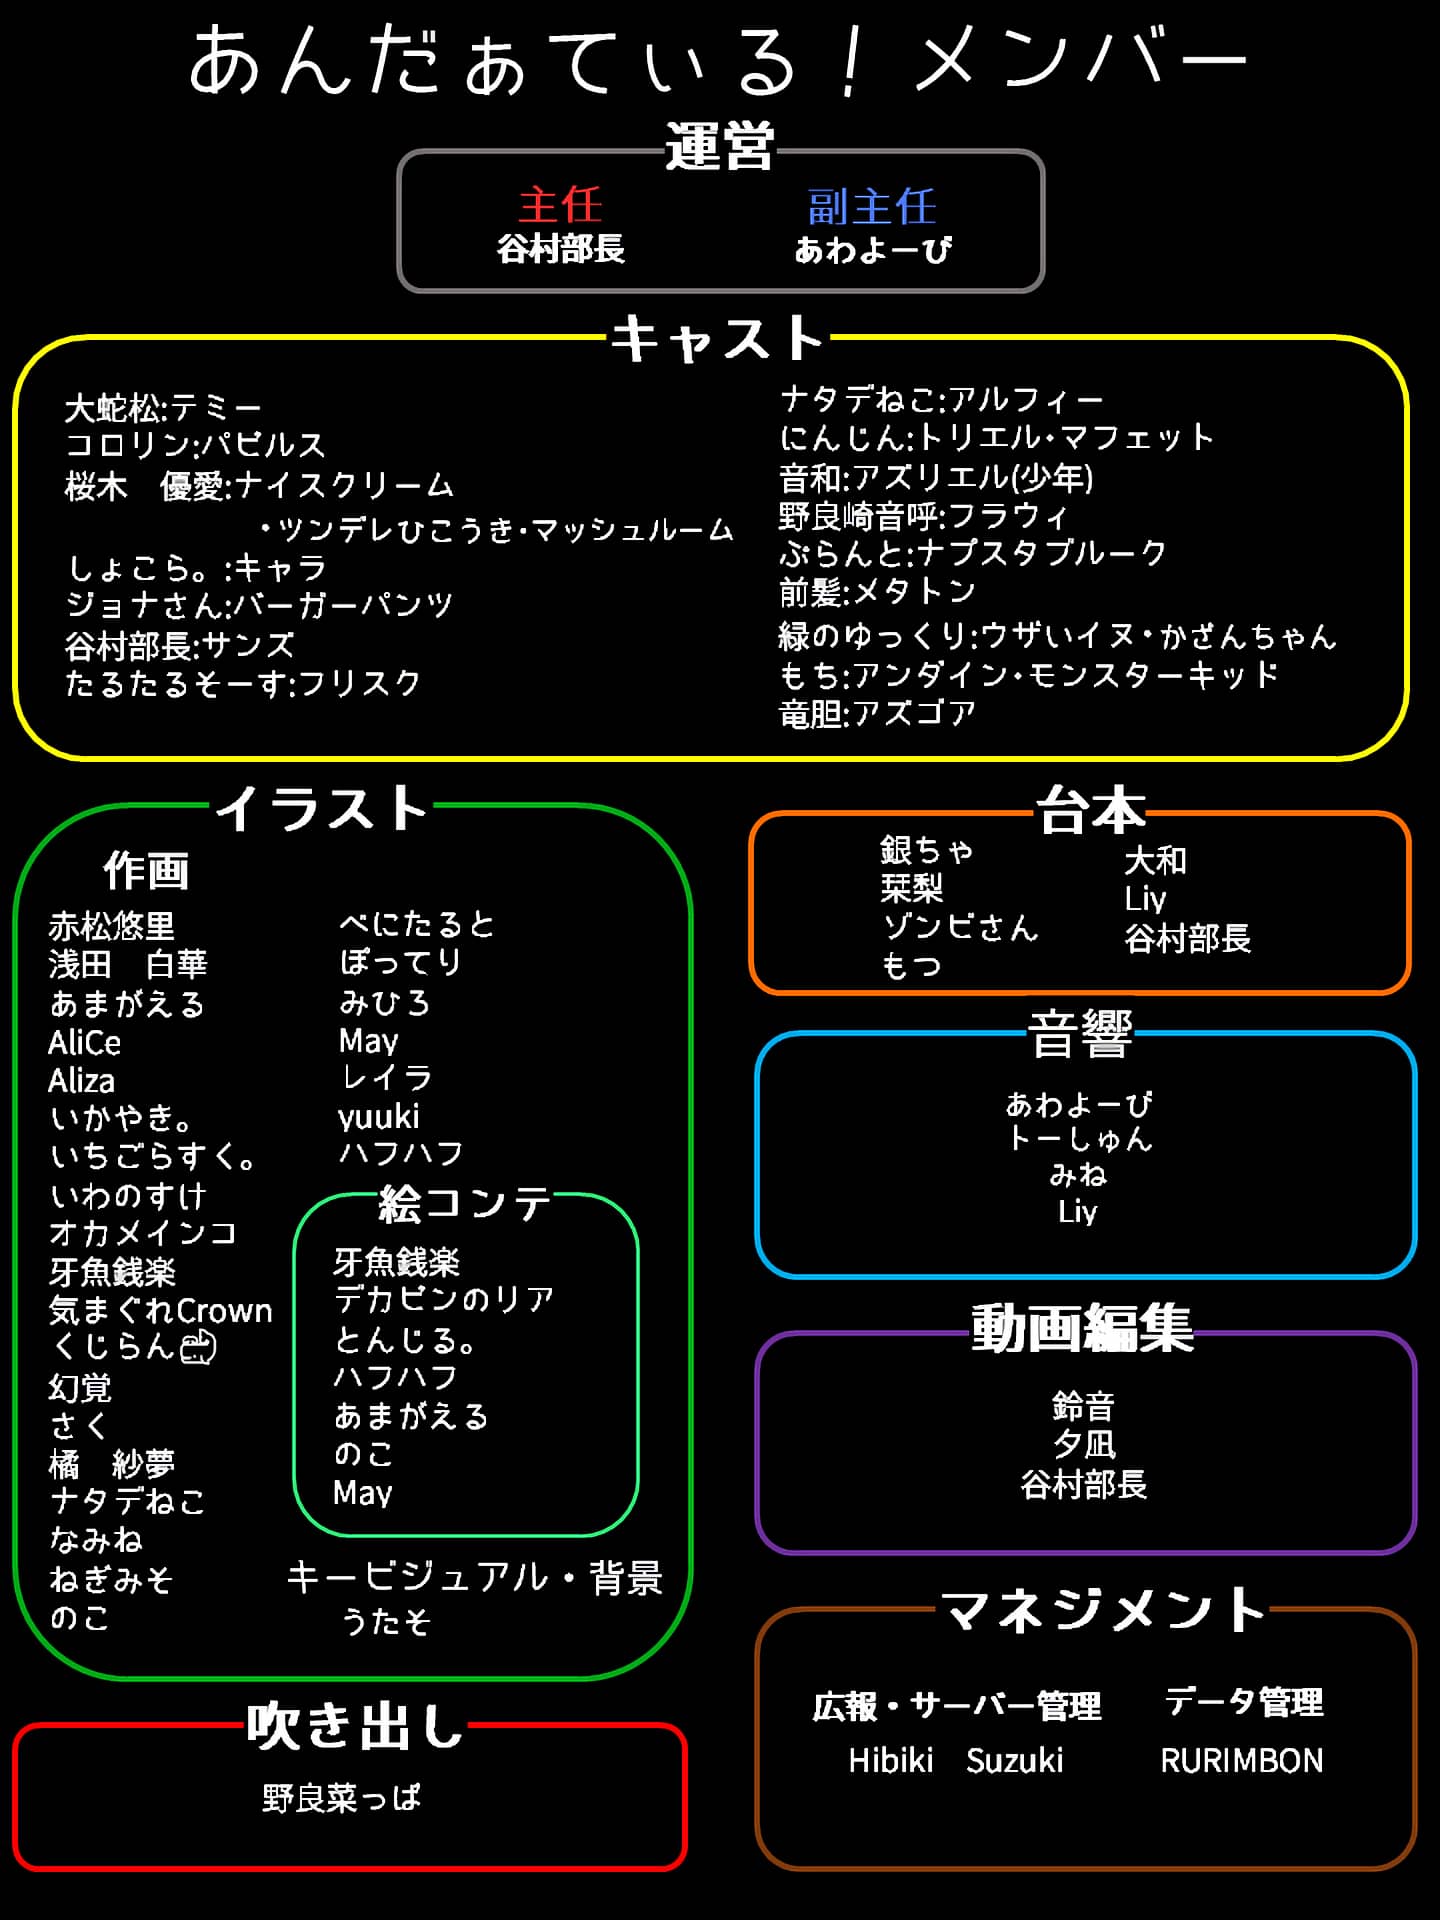 あんだぁてぃる！メンバー
運営
主任
谷村部長
副主任
あわよーび
キャスト
大蛇松:テミー
コロリン:パピルス
桜木　優愛:ナイスクリーム
・ツンデレひこうき・マッシュルーム
しょこら。:キャラ
ジョナさん:バーガーパンツ
谷村部長:サンズ
たるたるそーす:フリスク
ナタデねこ:アルフィー
にんじん:トリエル・マフェット
音和:アズリエル(少年)
野良崎音呼:フラウィ
ぷらんと:ナプスタブルーク
前髪:メタトン
緑のゆっくり:ウザいイヌ・かざんちゃん
もち:アンダイン・モンスターキッド
竜胆:アズゴア
イラスト
作画
赤松悠里
浅田　白華
あまがえる
AliCe
Aliza
いかやき。
いちごらすく。
いわのすけ
オカメインコ
牙魚銭楽
気まぐれCrown
くじらん🐳
幻覚
さく
橘　紗夢
ナタデねこ
なみね
ねぎみそ
のこ
べにたると
ぽってり
みひろ
May
レイラ
yuuki
ハフハフ
絵コンテ
牙魚銭楽
デカビンのリア
とんじる。
ハフハフ
あまがえる
のこ
May
キービジュアル・背景
うたそ
吹き出し
野良菜っぱ
台本
銀ちゃ
栞梨
ゾンビさん
もつ
大和
Liy
谷村部長
音響
あわよーび
トーしゅん
みね
Liy
動画編集
鈴音
夕凪
谷村部長
マネジメント
広報・サーバー管理
Hibiki　Suzuki
データ管理
RURIMBON